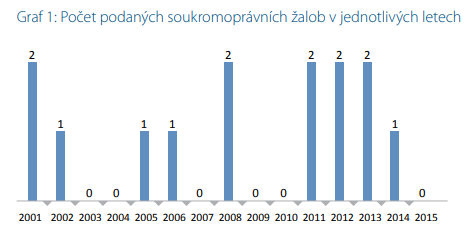 Graf 1: Počet podaných soukromoprávních žalob v jednotlivých letech
2 1 0 0 1 1 0 2 0 0 2 2 2 1 0
2001 2002 2003 2004 2005 2006 2007 2008 2009 2010 2011 2012 2013 2014 2015